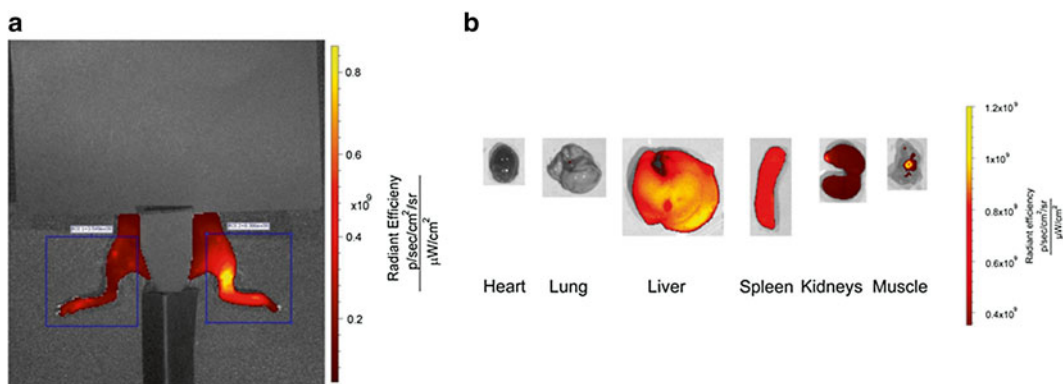 a
b
0.8
0.6
x10⁹
0.4
0.2
Radiant Efficieny
p/sec/cm²/sr
µW/cm²
Heart Lung Liver Spleen Kidneys Muscle
1.2x10⁹
1x10⁹
0.8x10⁹
0.6x10⁹
0.4x10⁹
Radiant efficiency
p/sec/cm²/sr
µW/cm²